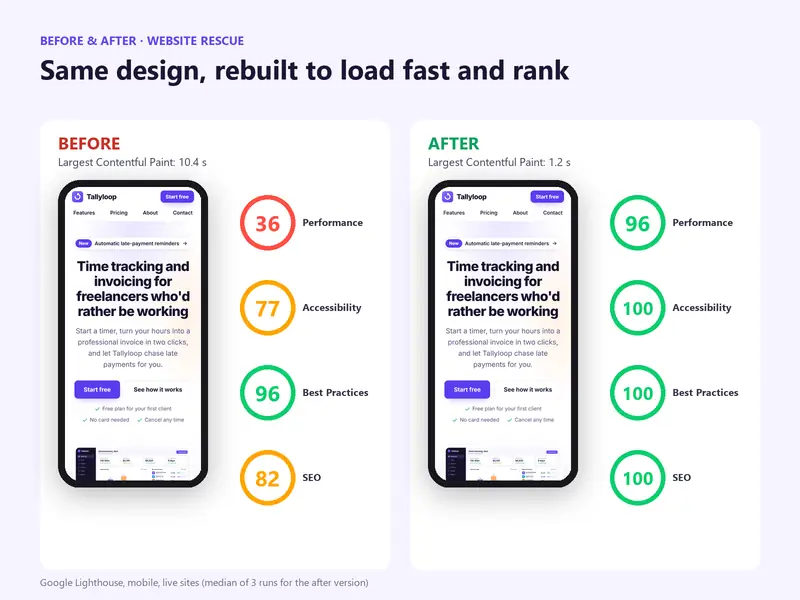 BEFORE & AFTER · WEBSITE RESCUE
Same design, rebuilt to load fast and rank
BEFORE
Largest Contentful Paint: 10.4 s
Tallyloop
Start free
Features Pricing About Contact
New Automatic late-payment reminders →
Time tracking and
invoicing for
freelancers who'd
rather be working
Start a timer, turn your hours into a
professional invoice in two clicks,
and let Tallyloop chase late
payments for you.
Start free See how it works
✓ Free plan for your first client
✓ No card needed ✓ Cancel any time
36 Performance
77 Accessibility
96 Best Practices
82 SEO
AFTER
Largest Contentful Paint: 1.2 s
Tallyloop
Start free
Features Pricing About Contact
New Automatic late-payment reminders →
Time tracking and
invoicing for
freelancers who'd
rather be working
Start a timer, turn your hours into a
professional invoice in two clicks,
and let Tallyloop chase late
payments for you.
Start free See how it works
✓ Free plan for your first client
✓ No card needed ✓ Cancel any time
96 Performance
100 Accessibility
100 Best Practices
100 SEO
Google Lighthouse, mobile, live sites (median of 3 runs for the after version)